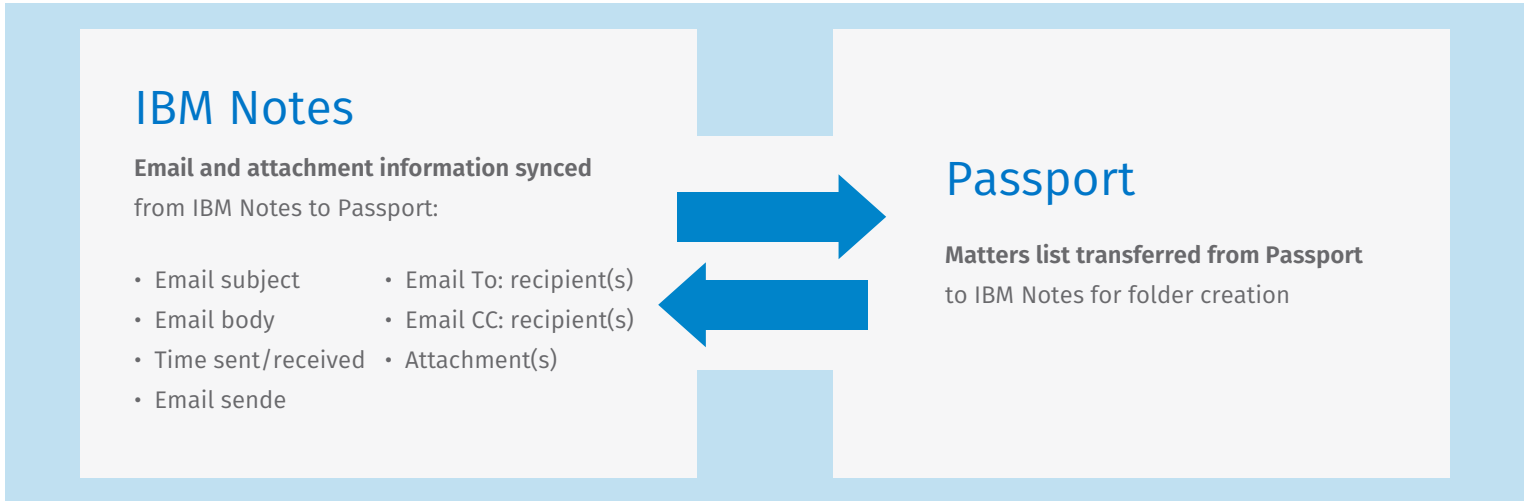 IBM Notes
Email and attachment information synced
from IBM Notes to Passport:
• Email subject
• Email body
• Time sent/received
• Email sende
• Email To: recipient(s)
• Email CC: recipient(s)
• Attachment(s)
Passport
Matters list transferred from Passport
to IBM Notes for folder creation